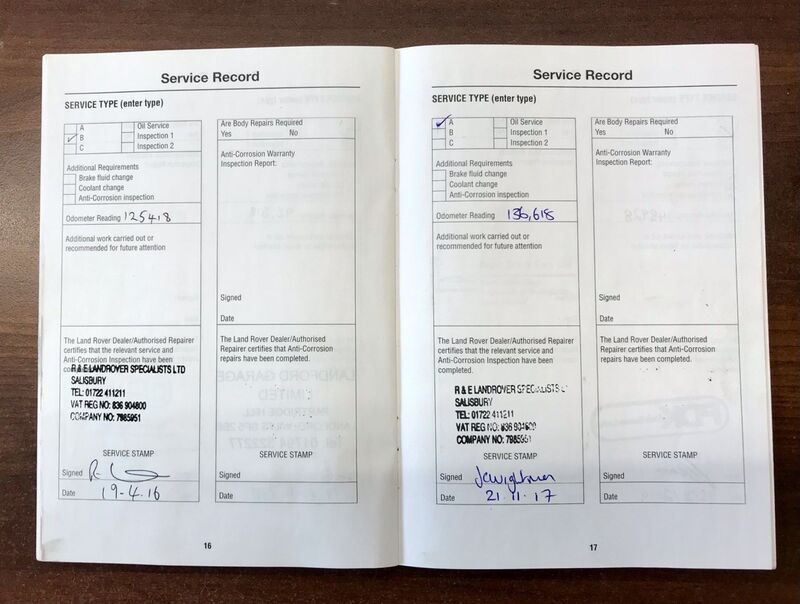 Service Record
SERVICE TYPE (enter type)
A
B
C
Oil Service
Inspection 1
Inspection 2
Additional Requirements
Brake fluid change
Coolant change
Anti-Corrosion inspection
Odometer Reading 125418
Additional work carried out or
recommended for future attention
The Land Rover Dealer/Authorised Repairer
certifies that the relevant service and
Anti-Corrosion Inspection have been
R & E LANDROVER SPECIALISTS LTD
SALISBURY
TEL: 01722 411211
VAT REG NO: 836 904800
COMPANY NO: 7985951
SERVICE STAMP
Signed
Date 19-4.16
Are Body Repairs Required
Yes No
Anti-Corrosion Warranty
Inspection Report:
Signed
Date
The Land Rover Dealer/Authorised
Repairer certifies that Anti-Corrosion
repairs have been completed.
SERVICE STAMP
Signed
Date
16
Service Record
SERVICE TYPE (enter type)
A
B
C
Oil Service
Inspection 1
Inspection 2
Additional Requirements
Brake fluid change
Coolant change
Anti-Corrosion inspection
Odometer Reading 136,618
Additional work carried out or
recommended for future attention
The Land Rover Dealer/Authorised Repairer
certifies that the relevant service and
Anti-Corrosion Inspection have been
completed.
R & E LANDROVER SPECIALISTS
SALISBURY
TEL: 01722 411211
VAT REG NO: 836 904800
COMPANY NO: 7985951
SERVICE STAMP
Signed
Date 21.11.17
Are Body Repairs Required
Yes No
Anti-Corrosion Warranty
Inspection Report:
Signed
Date
The Land Rover Dealer/Authorised
Repairer certifies that Anti-Corrosion
repairs have been completed.
SERVICE STAMP
Signed
Date
17